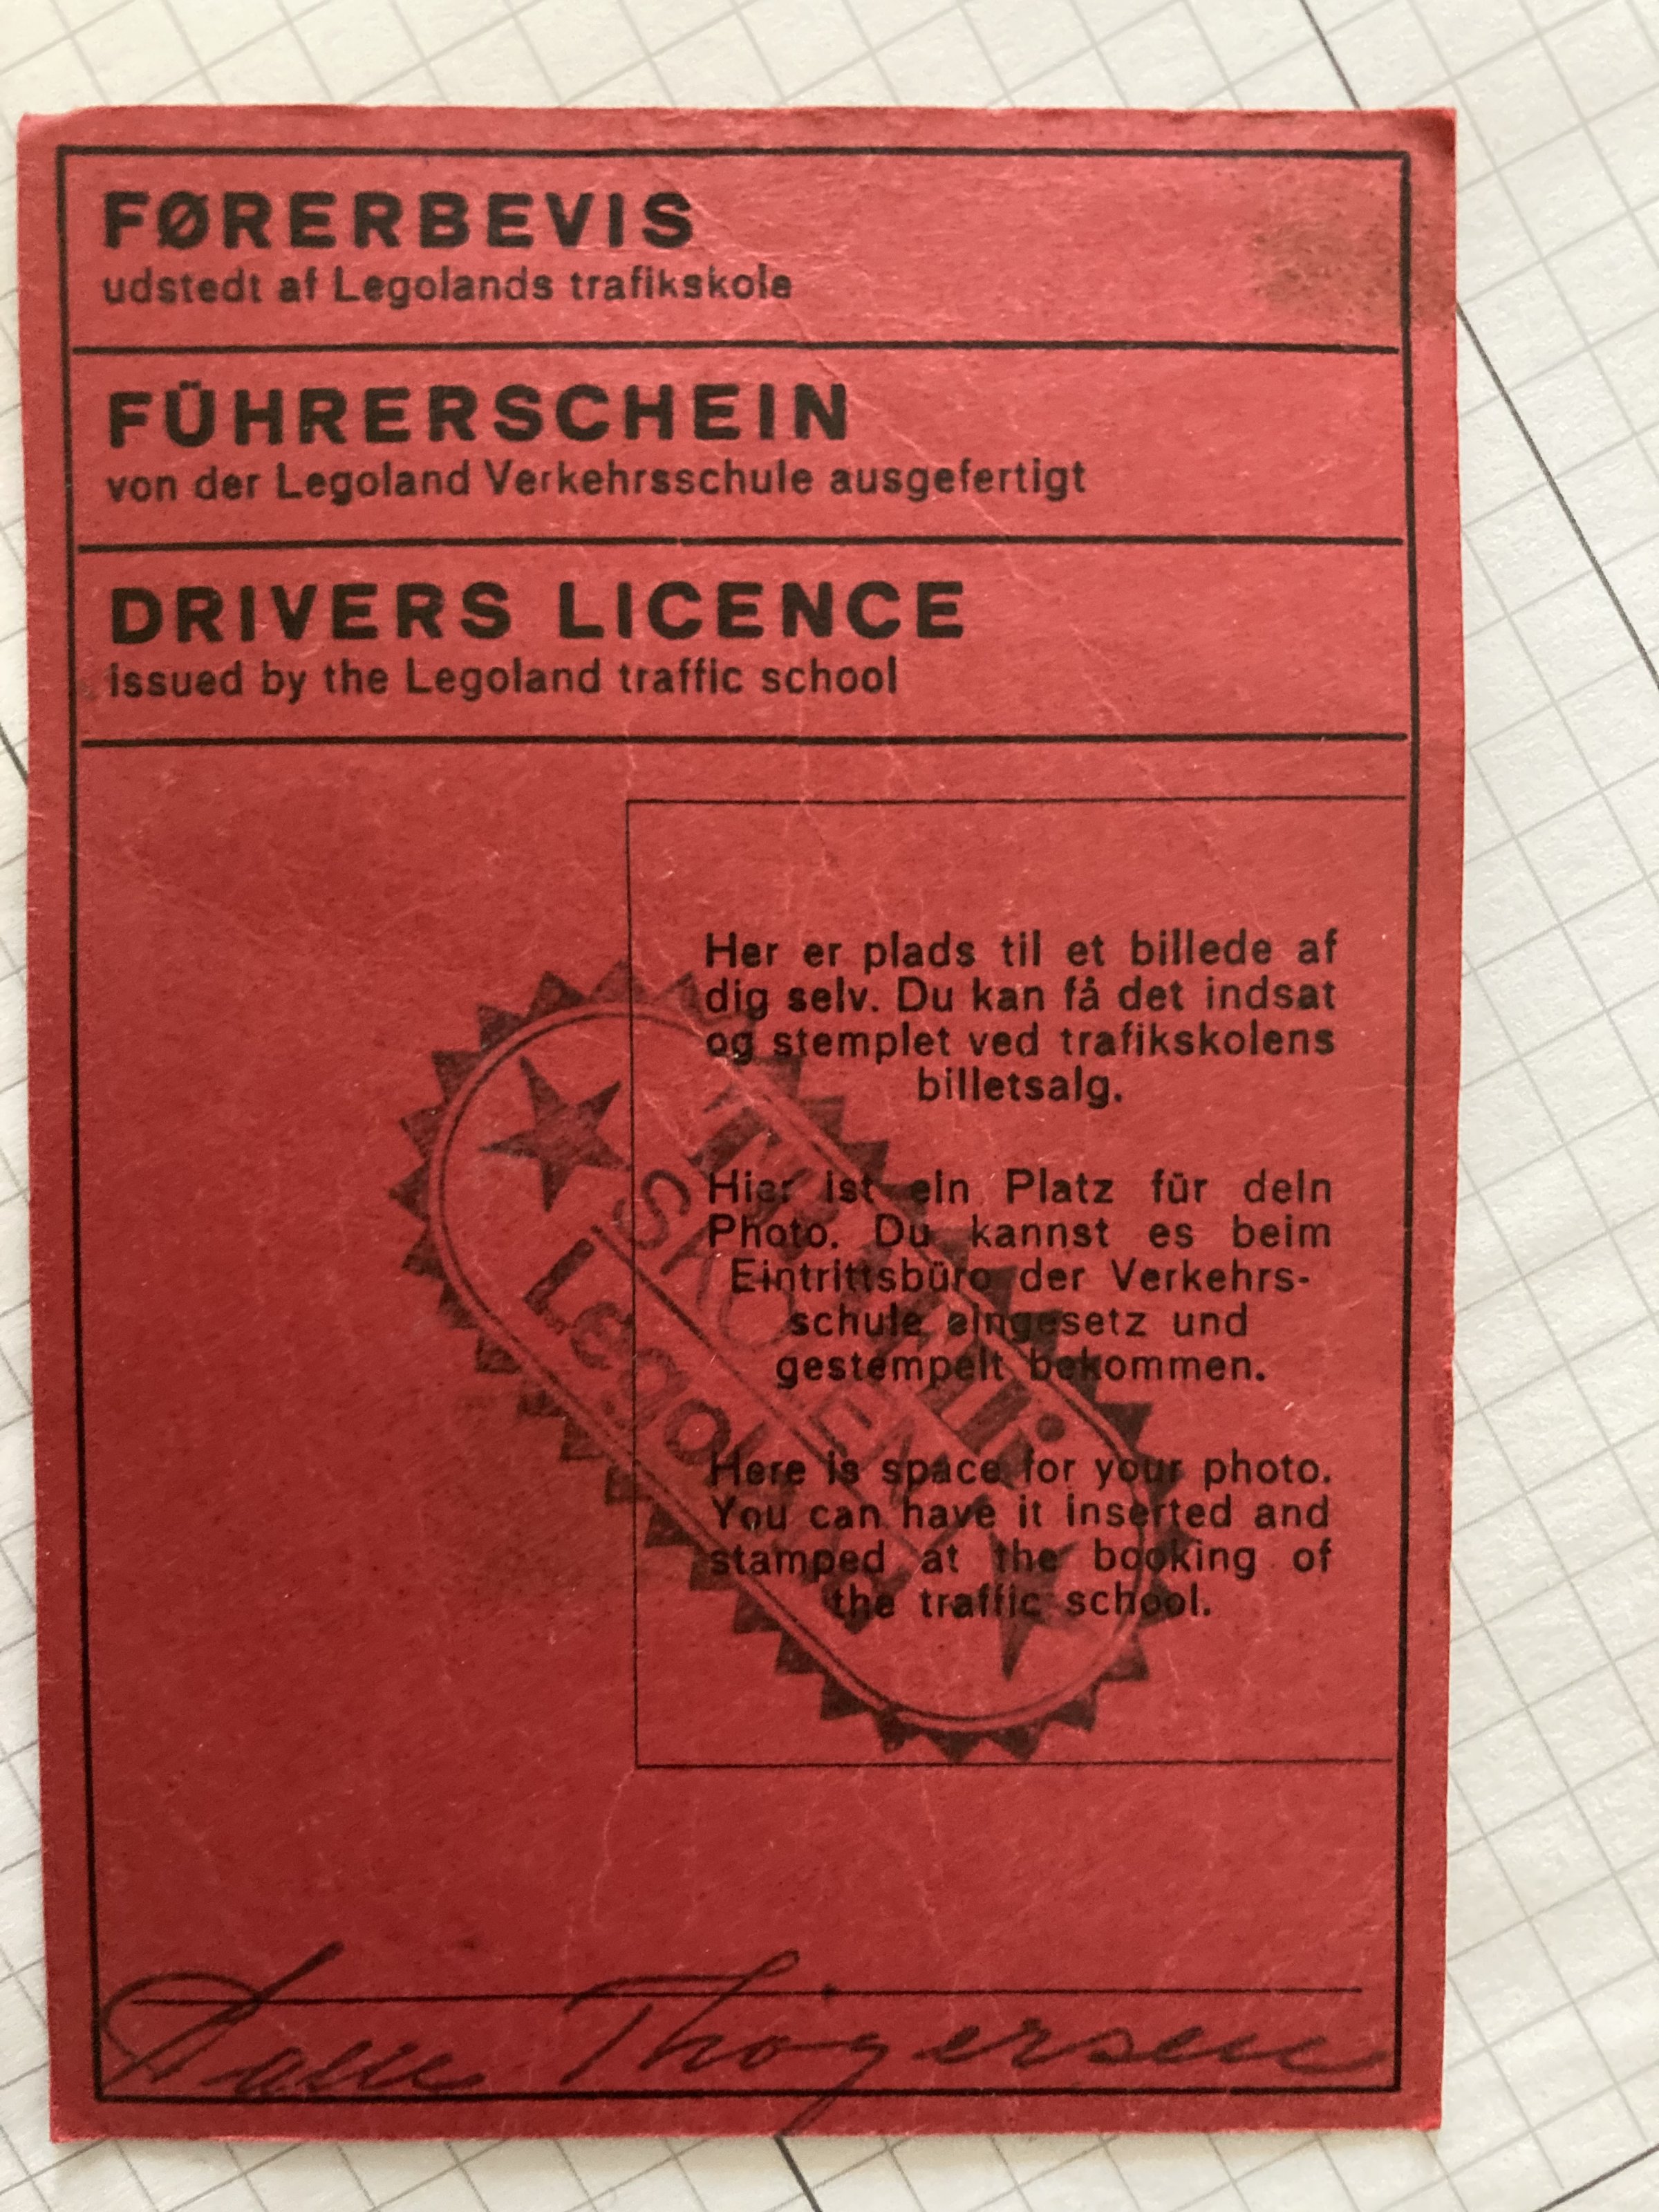 FØRERBEVIS
udstedt af Legolands trafikskole
FÜHRERSCHEIN
von der Legoland Verkehrsschule ausgefertigt
DRIVERS LICENCE
issued by the Legoland traffic school
Her er plads til et billede af
dig selv. Du kan få det indsat
og stemplet ved trafikskolens
billetsalg.
Hier ist ein Platz für dein
Photo. Du kannst es beim
Eintrittsbüro der Verkehrs-
schule eingesetz und
gestempelt bekommen.
Here is space for your photo.
You can have it inserted and
stamped at the booking of
the traffic school.
SKOLEN
Thögersen